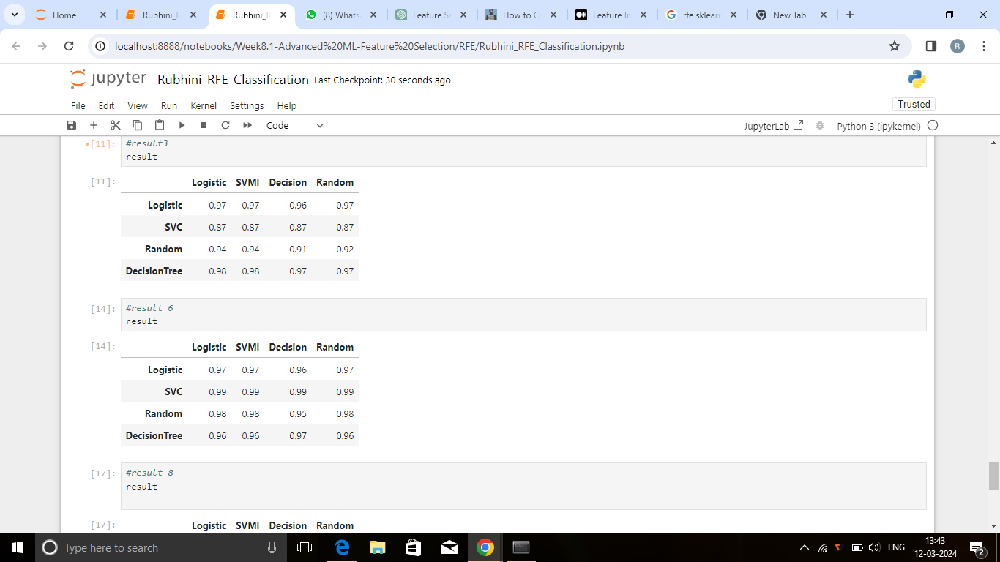 Home
Rubhini_F
Rubhini_F
(8) Whats
Feature S
How to C
Feature Im
rfe sklearn
New Tab
localhost:8888/notebooks/Week8.1-Advanced%20ML-Feature%20Selection/RFE/Rubhini_RFE_Classification.ipynb
R
jupyter Rubhini_RFE_Classification Last Checkpoint: 30 seconds ago
File Edit View Run Kernel Settings Help
Trusted
Code
JupyterLab
Python 3 (ipykernel)
[11]: #result3
result
[11]: Logistic SVMl Decision Random
Logistic 0.97 0.97 0.96 0.97
SVC 0.87 0.87 0.87 0.87
Random 0.94 0.94 0.91 0.92
DecisionTree 0.98 0.98 0.97 0.97
[14]: #result 6
result
[14]: Logistic SVMl Decision Random
Logistic 0.97 0.97 0.96 0.97
SVC 0.99 0.99 0.99 0.99
Random 0.98 0.98 0.95 0.98
DecisionTree 0.96 0.96 0.97 0.96
[17]: #result 8
result
[17]: Logistic SVMl Decision Random
Type here to search
ENG
13:43
12-03-2024
2